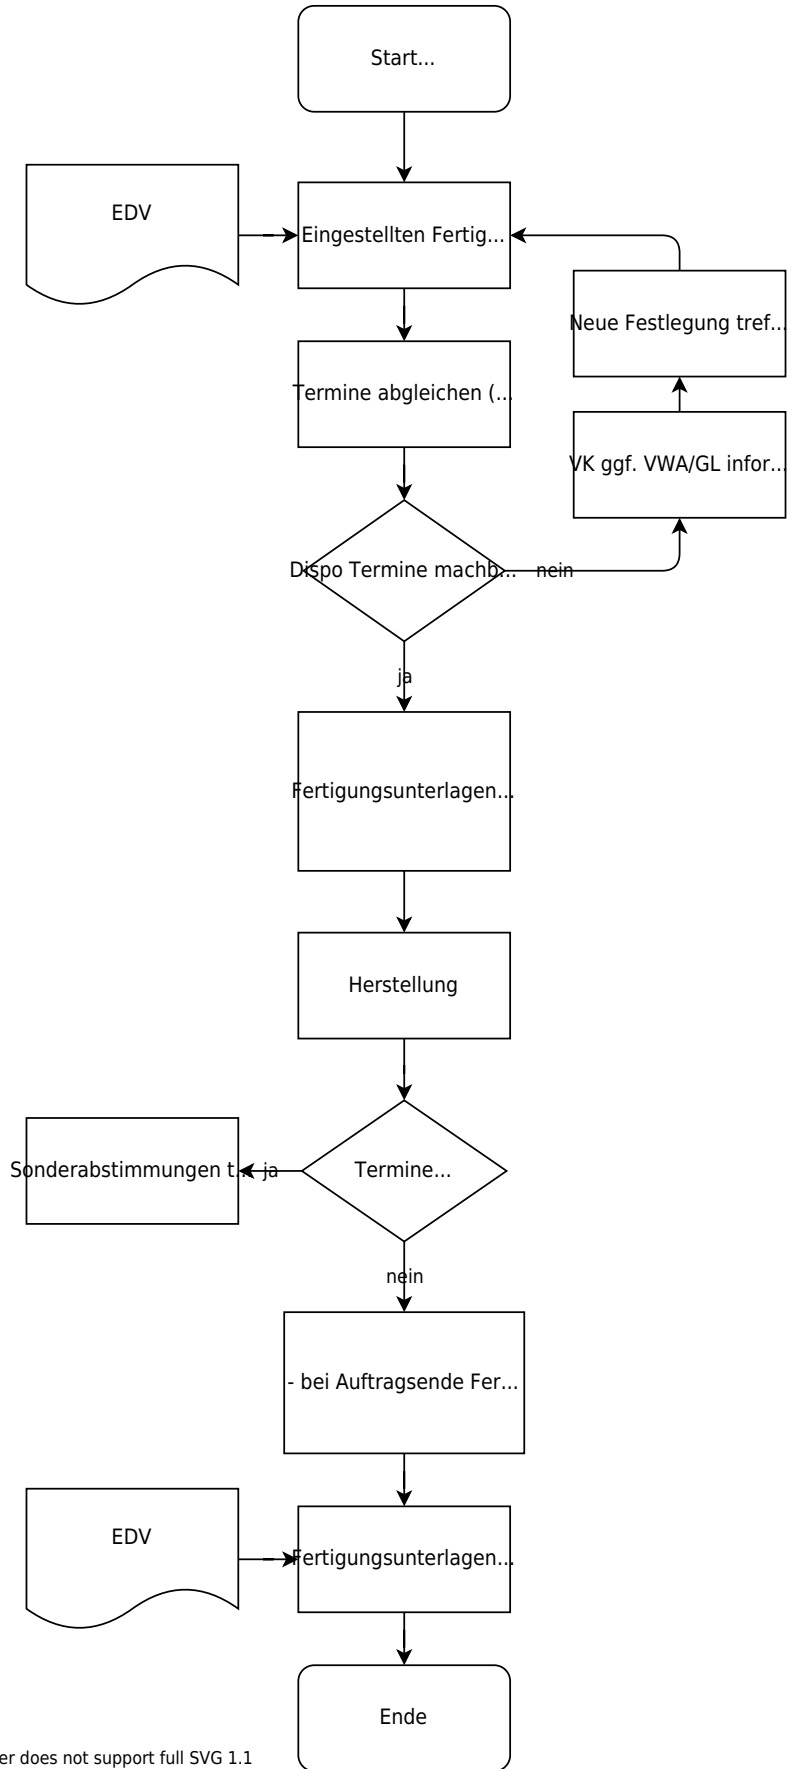 Start...
EDV
Eingestellten Fertig...
Neue Festlegung tref...
Termine abgleichen (...
VK ggf. VWA/GL infor...
Dispo Termine machb...
nein
ja
Fertigungsunterlagen...
Herstellung
Sonderabstimmungen t...
ja
Termine...
nein
- bei Auftragsende Fer...
EDV
Fertigungsunterlagen...
Ende
er does not support full SVG 1.1